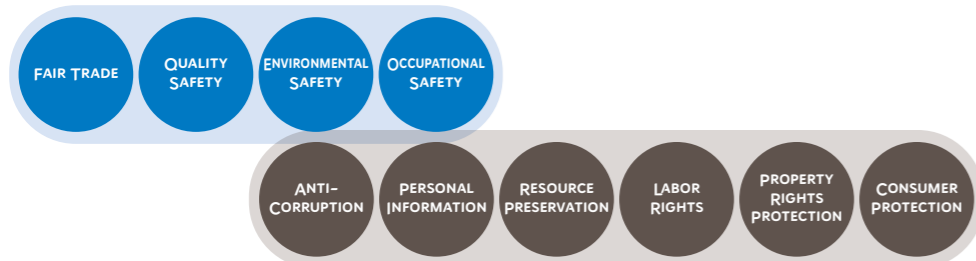 FAIR TRADE
QUALITY
SAFETY
ENVIRONMENTAL
SAFETY
OCCUPATIONAL
SAFETY
ANTI-
CORRUPTION
PERSONAL
INFORMATION
RESOURCE
PRESERVATION
LABOR
RIGHTS
PROPERTY
RIGHTS
PROTECTION
CONSUMER
PROTECTION